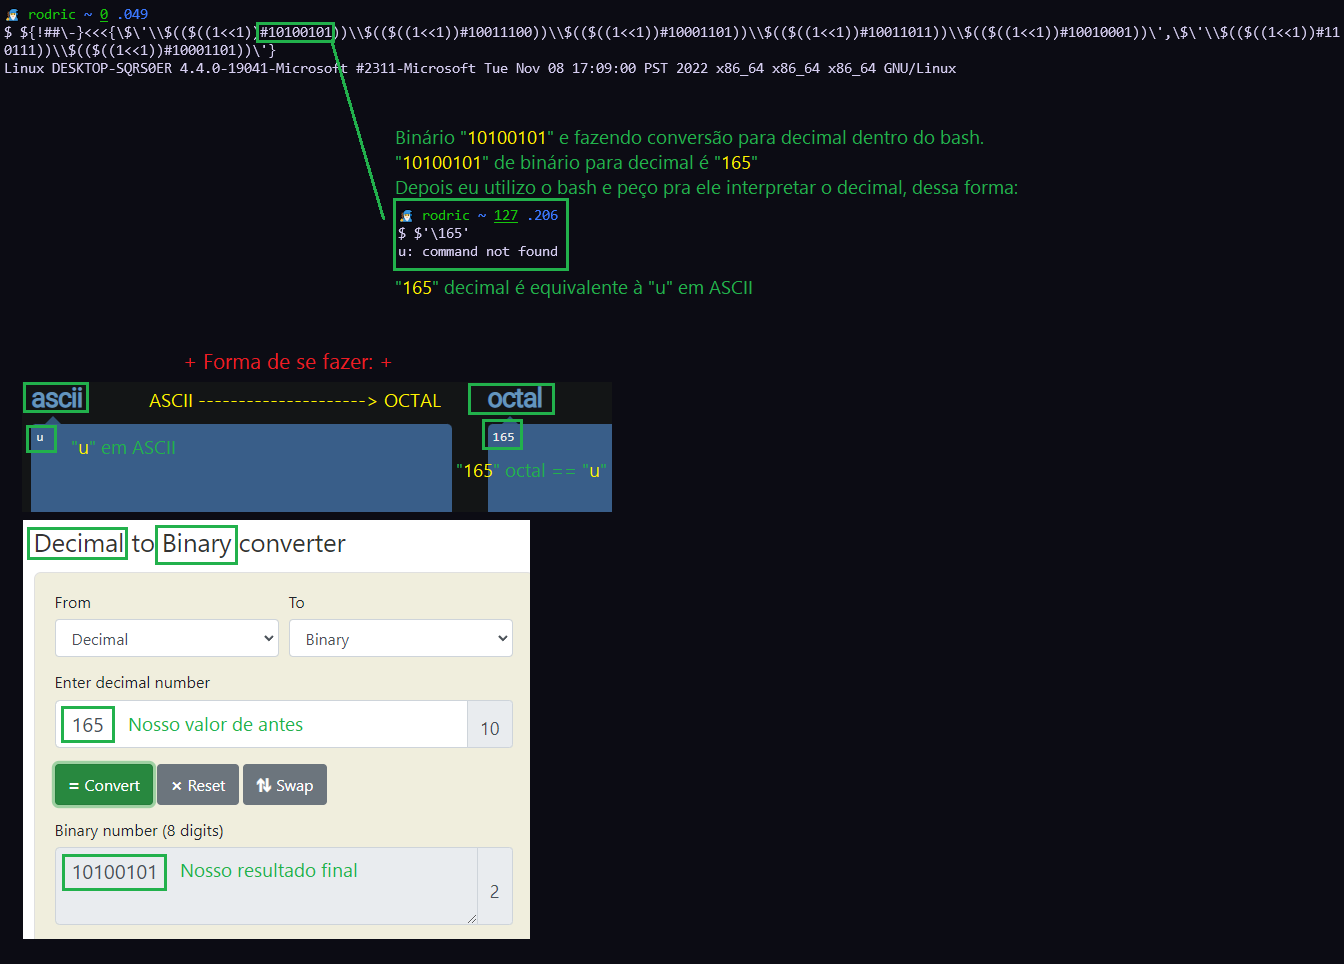 rodric ~ 0 .049
$ ${!##\-}<<<{\$\'\\$(($((1<<1))#10100101))\\$(($((1<<1))#10011100))\\$(($((1<<1))#10001101))\\$(($((1<<1))#10011011))\\$(($((1<<1))#10010001))\',\$\'\\$(($((1<<1))#11
0111))\\$(($((1<<1))#10001101))\'}
Linux DESKTOP-SQRS0ER 4.4.0-19041-Microsoft #2311-Microsoft Tue Nov 08 17:09:00 PST 2022 x86_64 x86_64 x86_64 GNU/Linux
Binário "10100101" e fazendo conversão para decimal dentro do bash.
"10100101" de binário para decimal é "165"
Depois eu utilizo o bash e peço pra ele interpretar o decimal, dessa forma:
rodric ~ 127 .206
$ $'\165'
u: command not found
"165" decimal é equivalente à "u" em ASCII
+ Forma de se fazer: +
ascii ASCII ---------------------> OCTAL octal
u 165
"u" em ASCII
"165" octal == "u"
Decimal to Binary converter
From To
Decimal Binary
Enter decimal number
165 Nosso valor de antes 10
= Convert × Reset ⇅ Swap
Binary number (8 digits)
10100101 Nosso resultado final
2